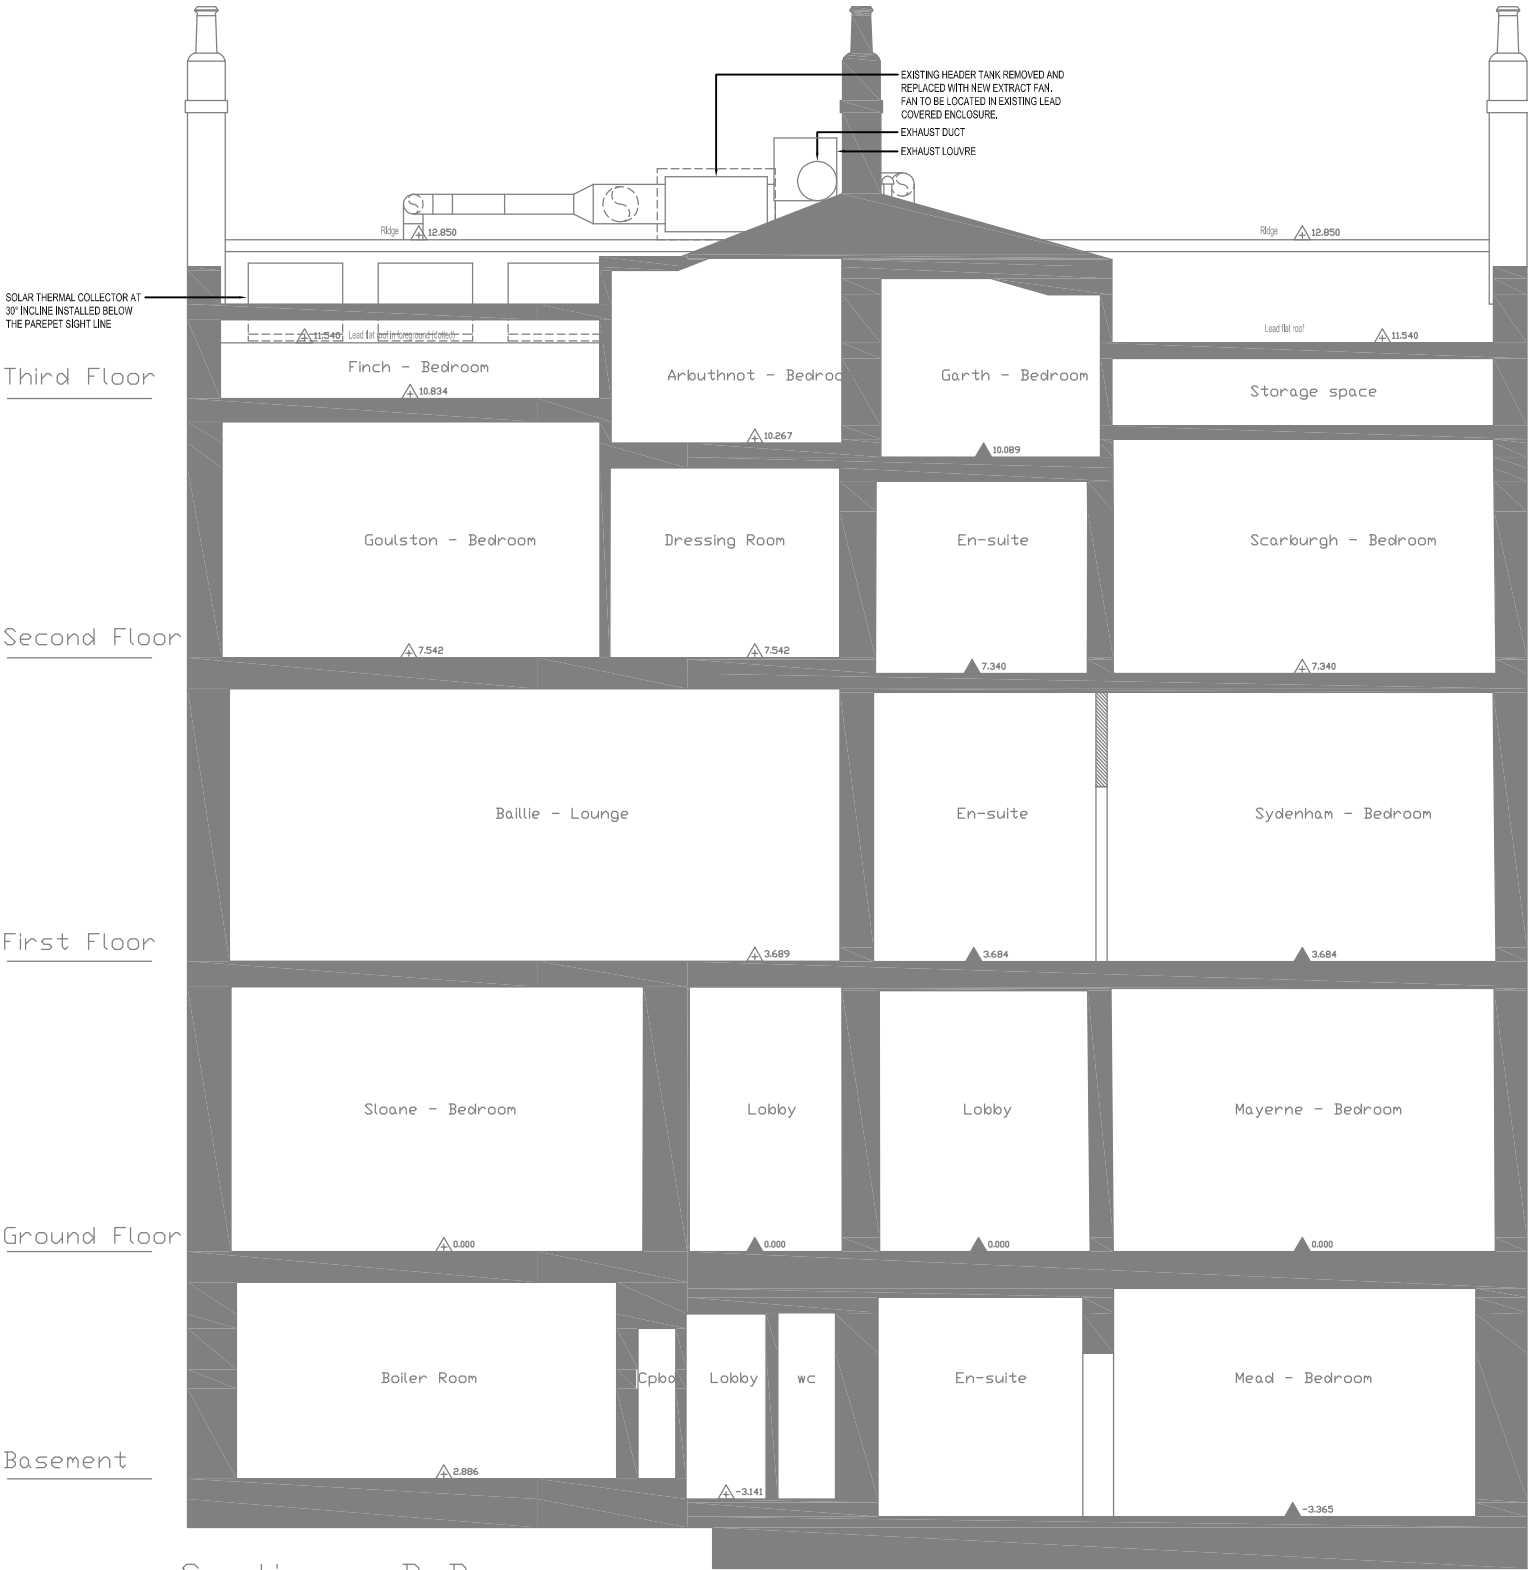 EXISTING HEADER TANK REMOVED AND
REPLACED WITH NEW EXTRACT FAN.
FAN TO BE LOCATED IN EXISTING LEAD
COVERED ENCLOSURE.
EXHAUST DUCT
EXHAUST LOUVRE
Ridge
12.850
Ridge
12.850
SOLAR THERMAL COLLECTOR AT
30° INCLINE INSTALLED BELOW
THE PAREPET SIGHT LINE
11.540
Lead flat roof in foreground (dotted)
Lead flat roof
11.540
Third Floor
Finch - Bedroom
10.834
Arbuthnot - Bedroo
10.267
Garth - Bedroom
10.089
Storage space
Second Floor
Goulston - Bedroom
7.542
Dressing Room
7.542
En-suite
7.340
Scarburgh - Bedroom
7.340
First Floor
Baillie - Lounge
3.689
En-suite
3.684
Sydenham - Bedroom
3.684
Ground Floor
Sloane - Bedroom
0.000
Lobby
0.000
Lobby
0.000
Mayerne - Bedroom
0.000
Basement
Boiler Room
2.886
Cpbo
Lobby
-3.141
wc
En-suite
Mead - Bedroom
-3.365